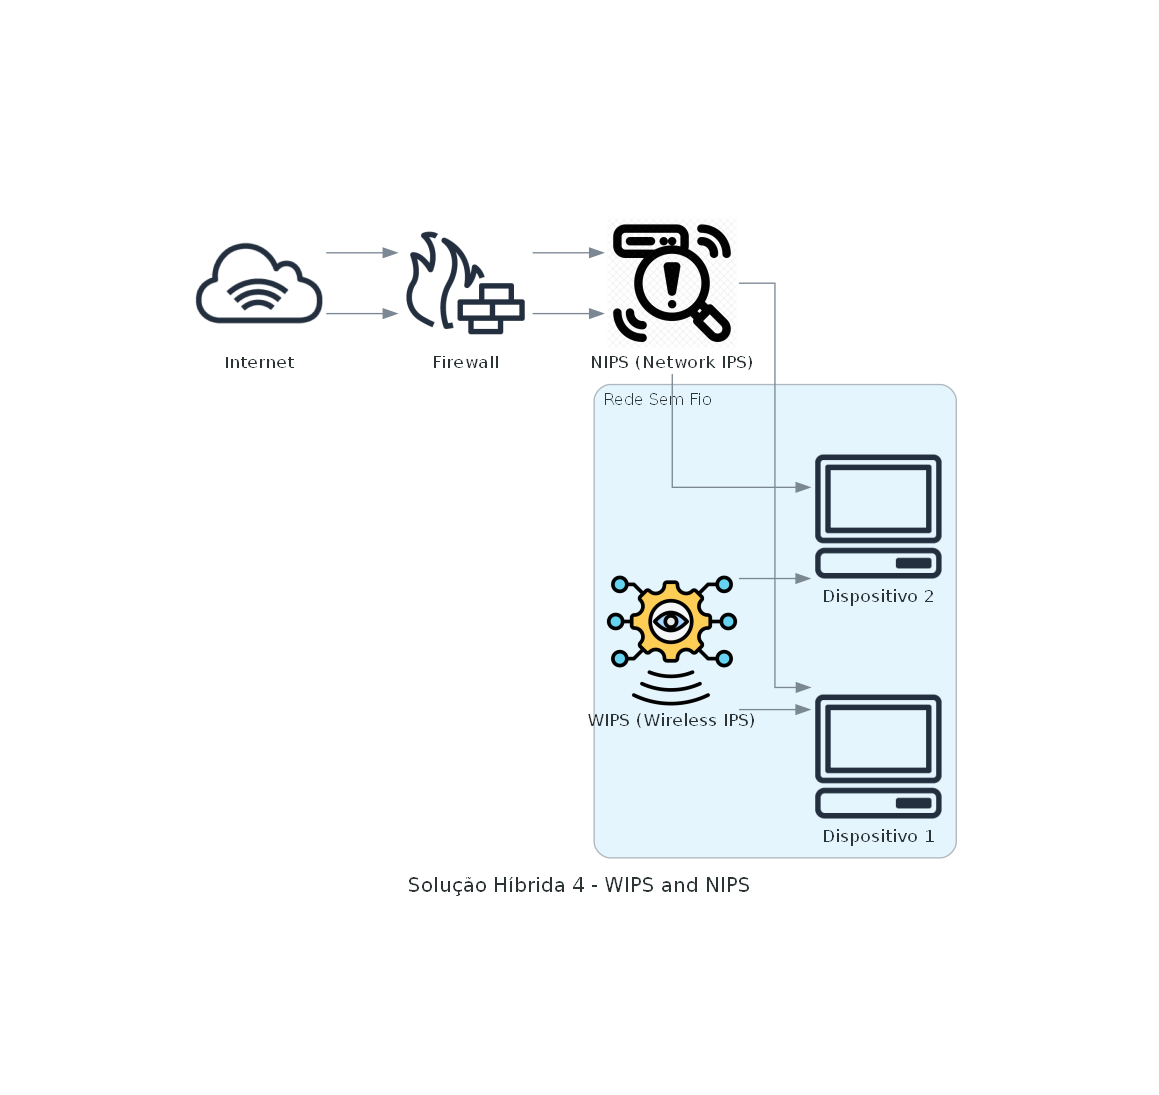 Internet
Firewall
NIPS (Network IPS)
Rede Sem Fio
Dispositivo 2
WIPS (Wireless IPS)
Dispositivo 1
Solução Híbrida 4 - WIPS and NIPS